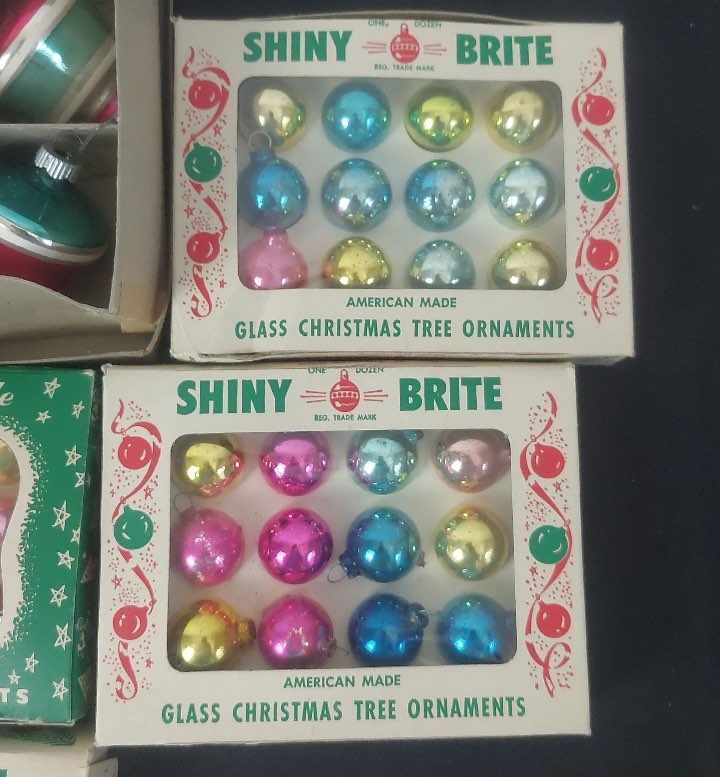 ONE DOZEN
SHINY BRITE
REG. TRADE MARK
AMERICAN MADE
GLASS CHRISTMAS TREE ORNAMENTS
ONE DOZEN
SHINY BRITE
REG. TRADE MARK
AMERICAN MADE
GLASS CHRISTMAS TREE ORNAMENTS
TS